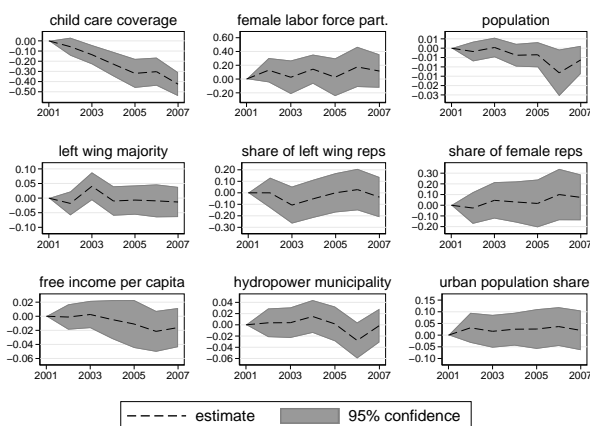 child care coverage
0.00
−0.10
−0.20
−0.30
−0.40
−0.50
2001 2003 2005 2007
female labor force part.
0.60
0.40
0.20
0.00
−0.20
2001 2003 2005 2007
population
0.01
0.00
−0.01
−0.01
−0.02
−0.03
2001 2003 2005 2007
left wing majority
0.10
0.05
0.00
−0.05
−0.10
2001 2003 2005 2007
share of left wing reps
0.20
0.10
0.00
−0.10
−0.20
−0.30
2001 2003 2005 2007
share of female reps
0.30
0.20
0.10
0.00
−0.10
−0.20
2001 2003 2005 2007
free income per capita
0.02
0.00
−0.02
−0.04
−0.06
2001 2003 2005 2007
hydropower municipality
0.04
0.02
0.00
−0.02
−0.04
−0.06
2001 2003 2005 2007
urban population share
0.15
0.10
0.05
0.00
−0.05
−0.10
2001 2003 2005 2007
estimate 95% confidence